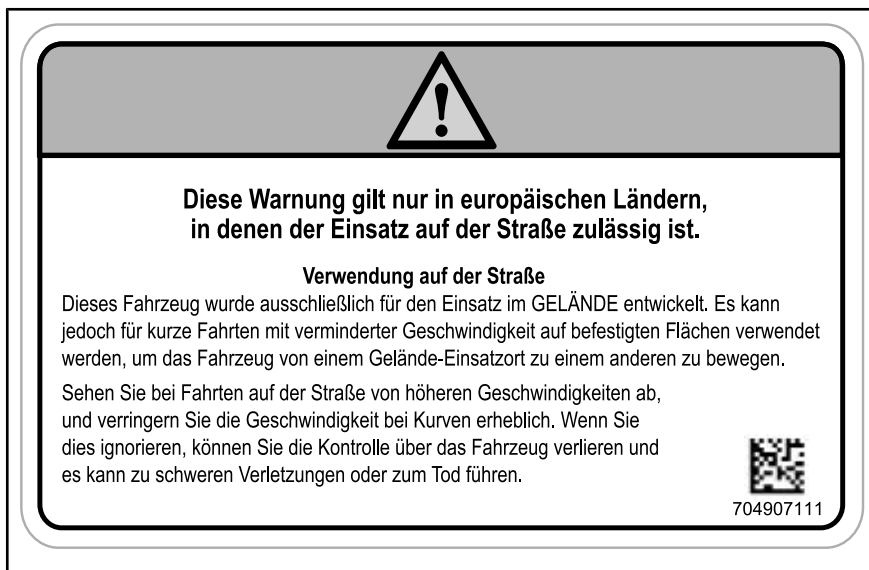 Diese Warnung gilt nur in europäischen Ländern,
in denen der Einsatz auf der Straße zulässig ist.
Verwendung auf der Straße
Dieses Fahrzeug wurde ausschließlich für den Einsatz im GELÄNDE entwickelt. Es kann
jedoch für kurze Fahrten mit verminderter Geschwindigkeit auf befestigten Flächen verwendet
werden, um das Fahrzeug von einem Gelände-Einsatzort zu einem anderen zu bewegen.
Sehen Sie bei Fahrten auf der Straße von höheren Geschwindigkeiten ab,
und verringern Sie die Geschwindigkeit bei Kurven erheblich. Wenn Sie
dies ignorieren, können Sie die Kontrolle über das Fahrzeug verlieren und
es kann zu schweren Verletzungen oder zum Tod führen.
704907111